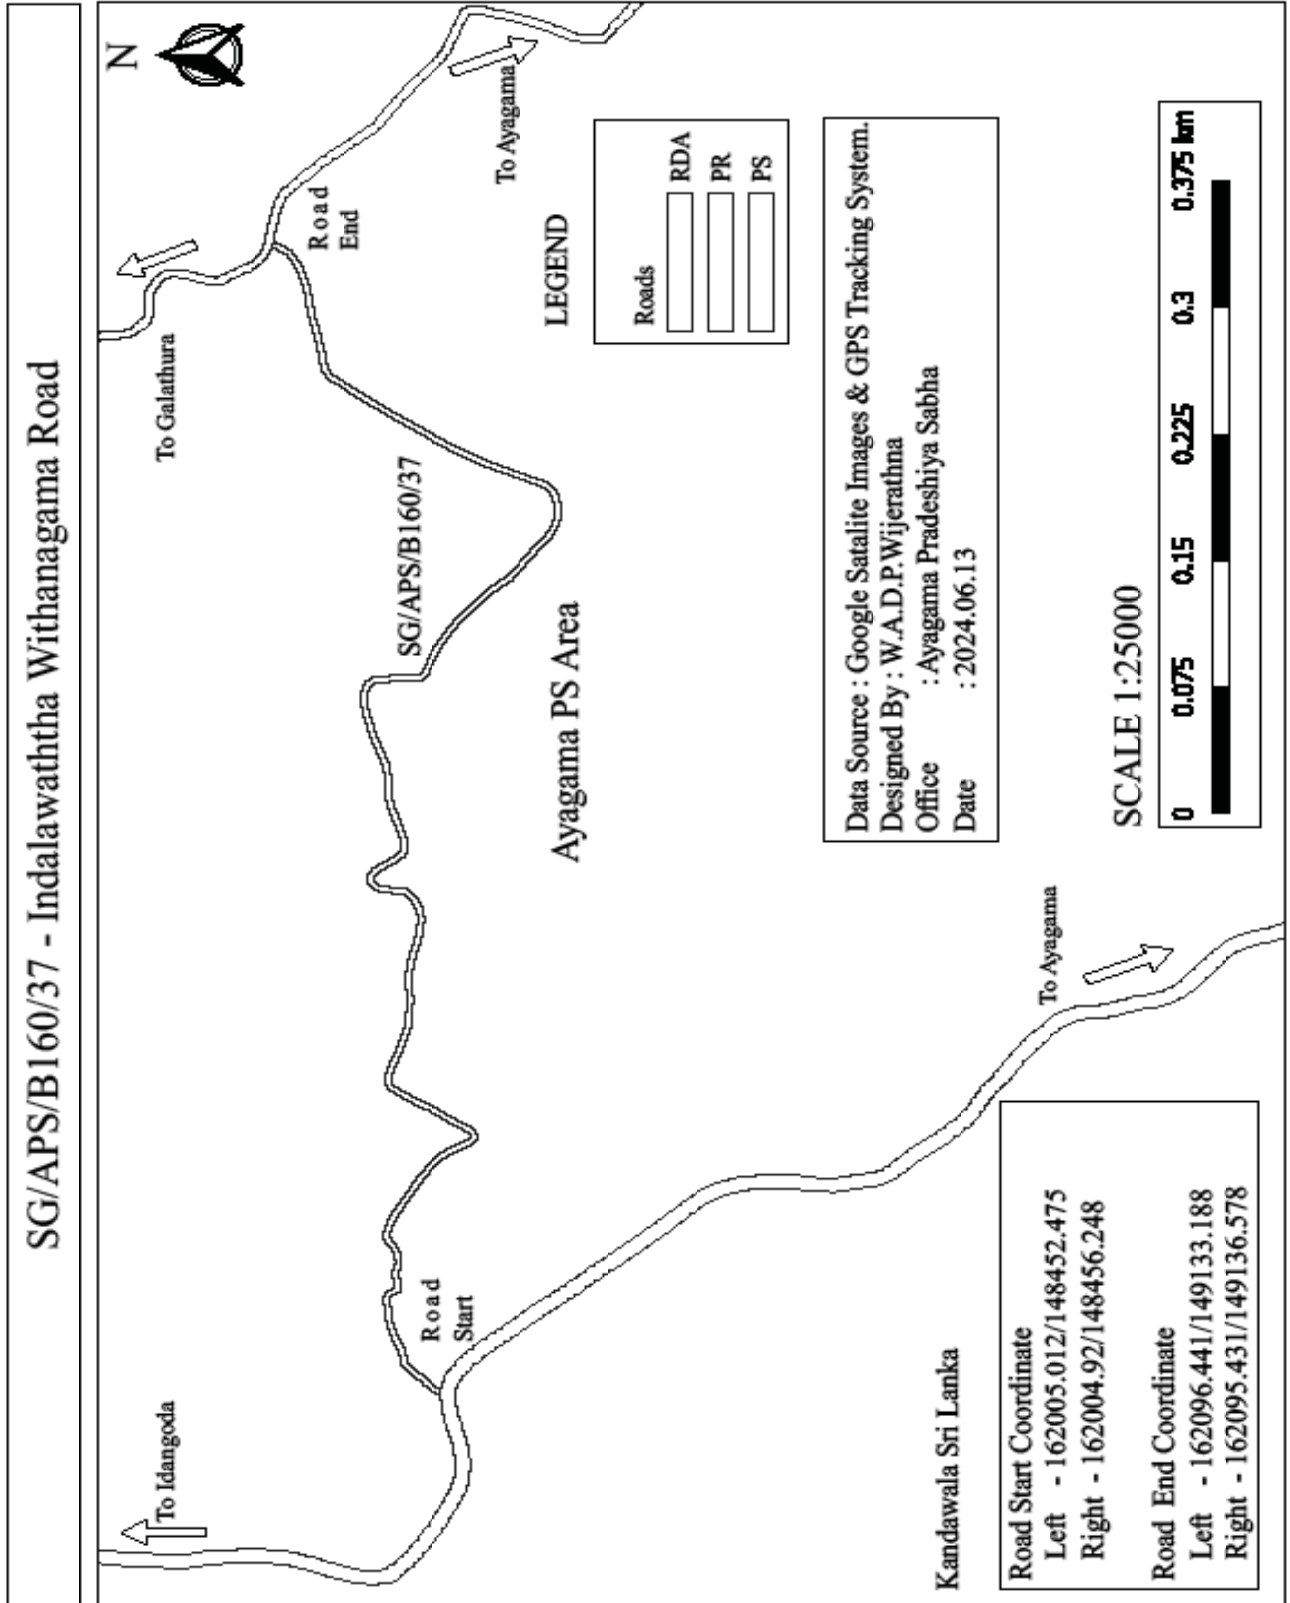 SG/APS/B160/37 - Indalawaththa Withanagama Road
N
To Idangoda
To Galathura
To Ayagama
Road
End
SG/APS/B160/37
Road
Start
Ayagama PS Area
LEGEND
Roads
RDA
PR
PS
Data Source : Google Satalite Images & GPS Tracking System.
Designed By : W.A.D.P.Wijerathna
Office : Ayagama Pradeshiya Sabha
Date : 2024.06.13
To Ayagama
SCALE 1:25000
0 0.075 0.15 0.225 0.3 0.375 km
Kandawala Sri Lanka
Road Start Coordinate
Left - 162005.012/148452.475
Right - 162004.92/148456.248
Road End Coordinate
Left - 162096.441/149133.188
Right - 162095.431/149136.578